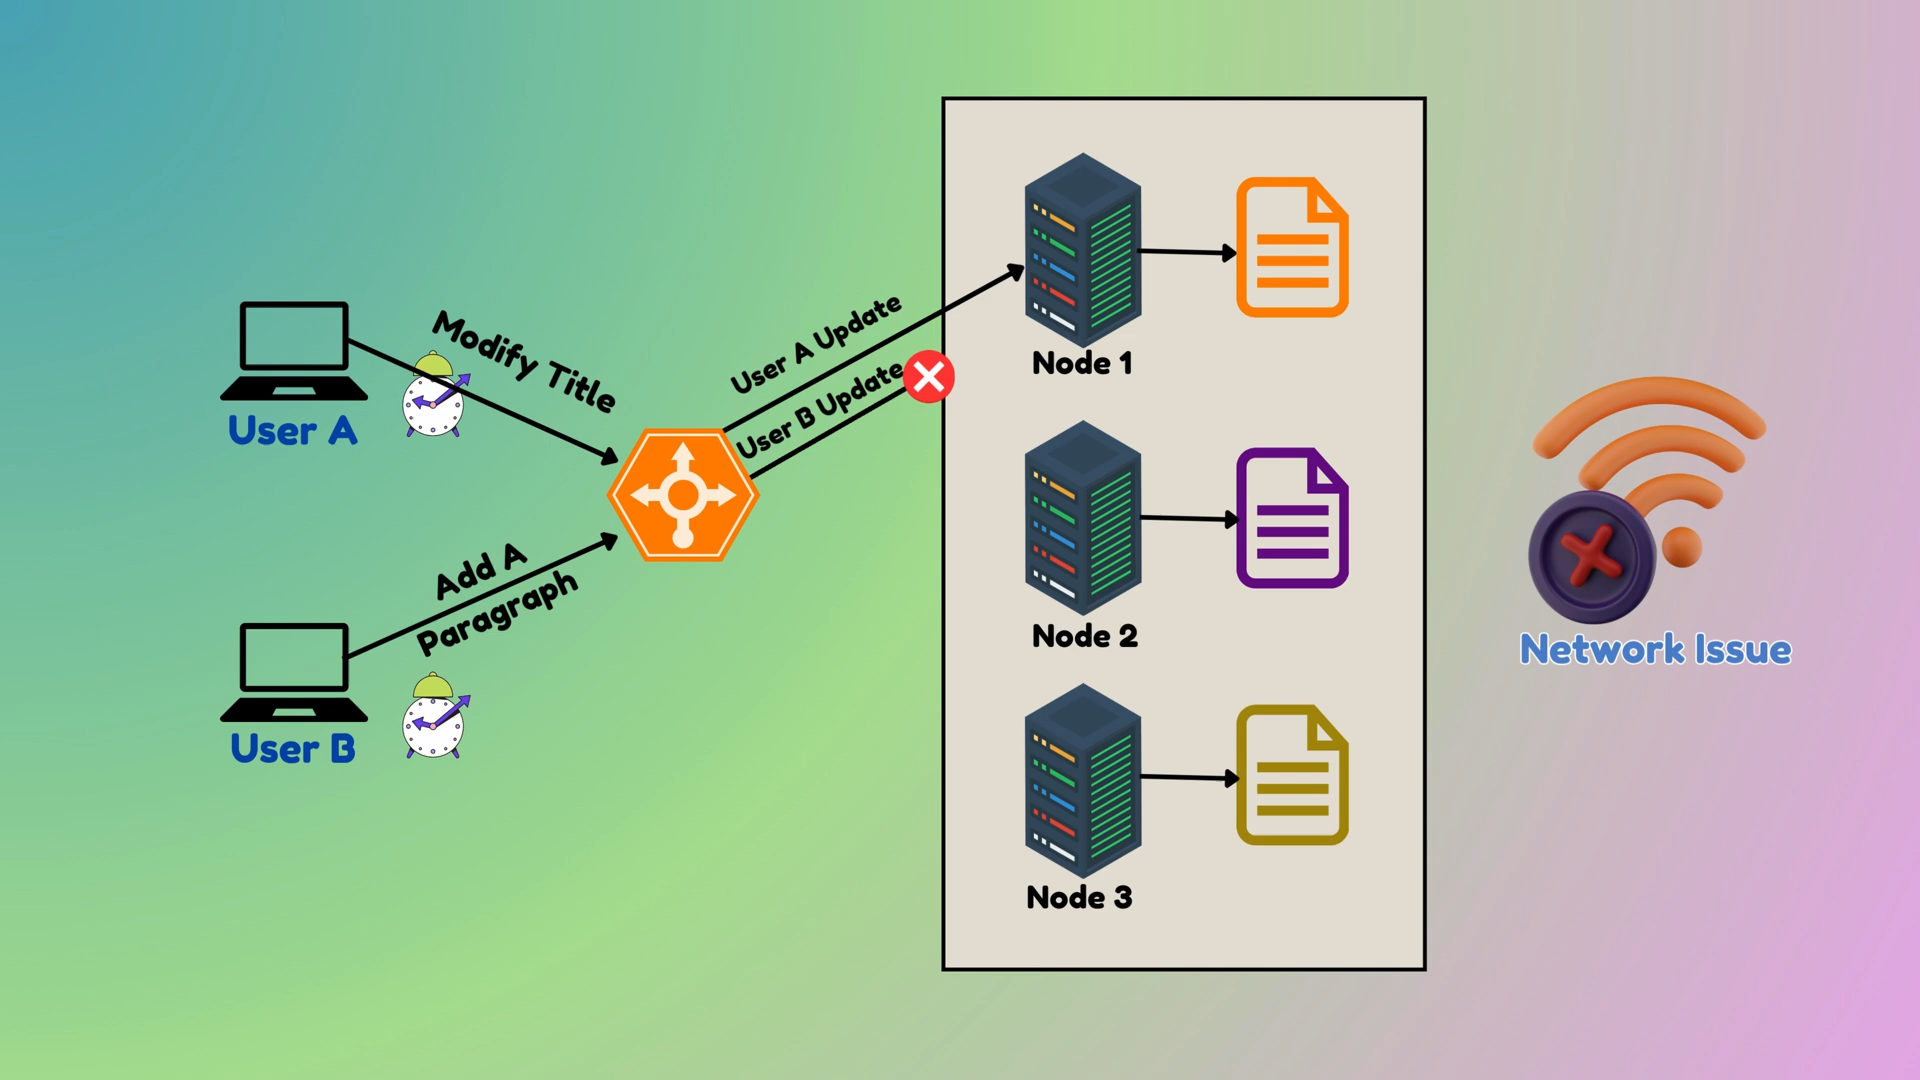 Modify Title
User A
Add A
Paragraph
User B
User A Update
User B Update
Node 1
Node 2
Node 3
Network Issue